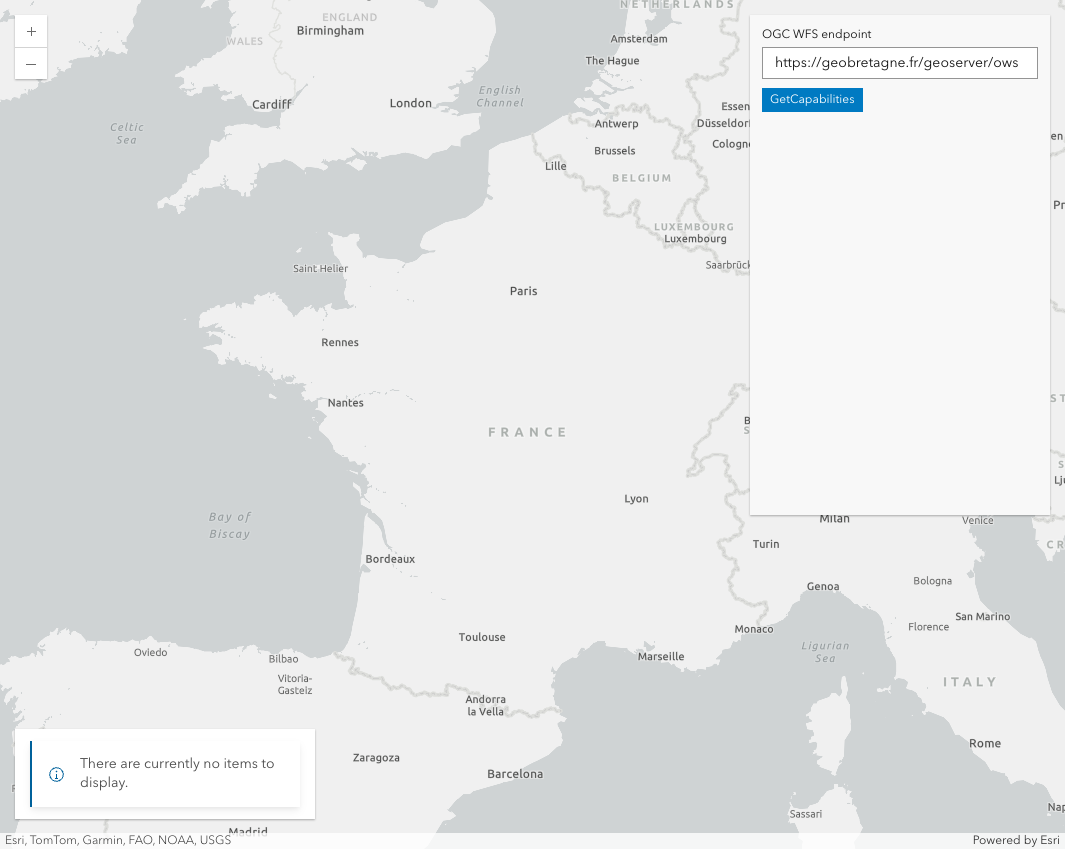 +
−
OGC WFS endpoint
https://geobretagne.fr/geoserver/ows
GetCapabilities
NETHERLANDS
ENGLAND
Birmingham
WALES
Amsterdam
The Hague
English
Channel
Cardiff
London
Essen
Düsseldorf
Antwerp
Celtic
Sea
Cologne
Brussels
Lille
BELGIUM
LUXEMBOURG
Luxembourg
Saarbrück
Saint Helier
Paris
Rennes
Nantes
FRANCE
Lyon
Bay of
Biscay
Milan
Venice
Turin
Bordeaux
Genoa
Bologna
San Marino
Florence
Monaco
Toulouse
Ligurian
Sea
Oviedo
Bilbao
Marseille
Vitoria-
Gasteiz
ITALY
Andorra
la Vella
Rome
Zaragoza
Barcelona
There are currently no items to
display.
Sassari
Nap
Madrid
Esri, TomTom, Garmin, FAO, NOAA, USGS
Powered by Esri